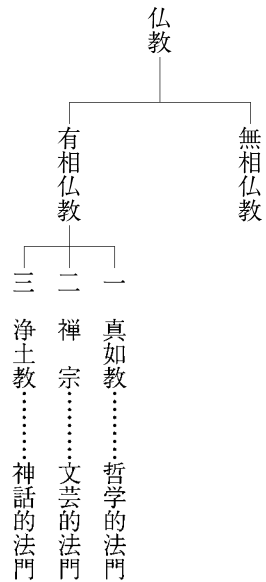 仏教
無相仏教
有相仏教
一 真如教…………哲学的法門
二 禅 宗…………文芸的法門
三 浄土教…………神話的法門